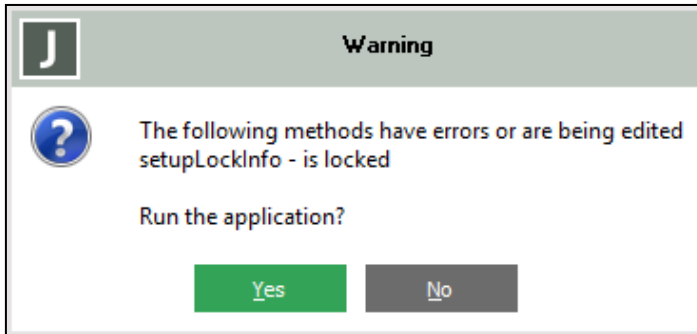 J
Warning
?
The following methods have errors or are being edited
setupLockInfo - is locked
Run the application?
Yes
No